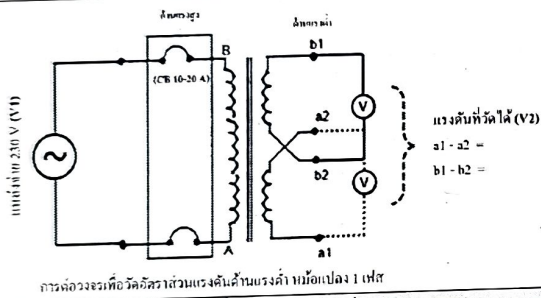 ด้านแรงสูง
ด้านแรงต่ำ
B
b1
(CB 10-20 A)
V
แหล่งจ่าย 230 V (V1)
a2
แรงดันที่วัดได้ (V2)
a1 - a2 =
b2
b1 - b2 =
V
A
a1
การต่อวงจรเพื่อวัดอัตราส่วนแรงดันด้านแรงต่ำ หม้อแปลง 1 เฟส